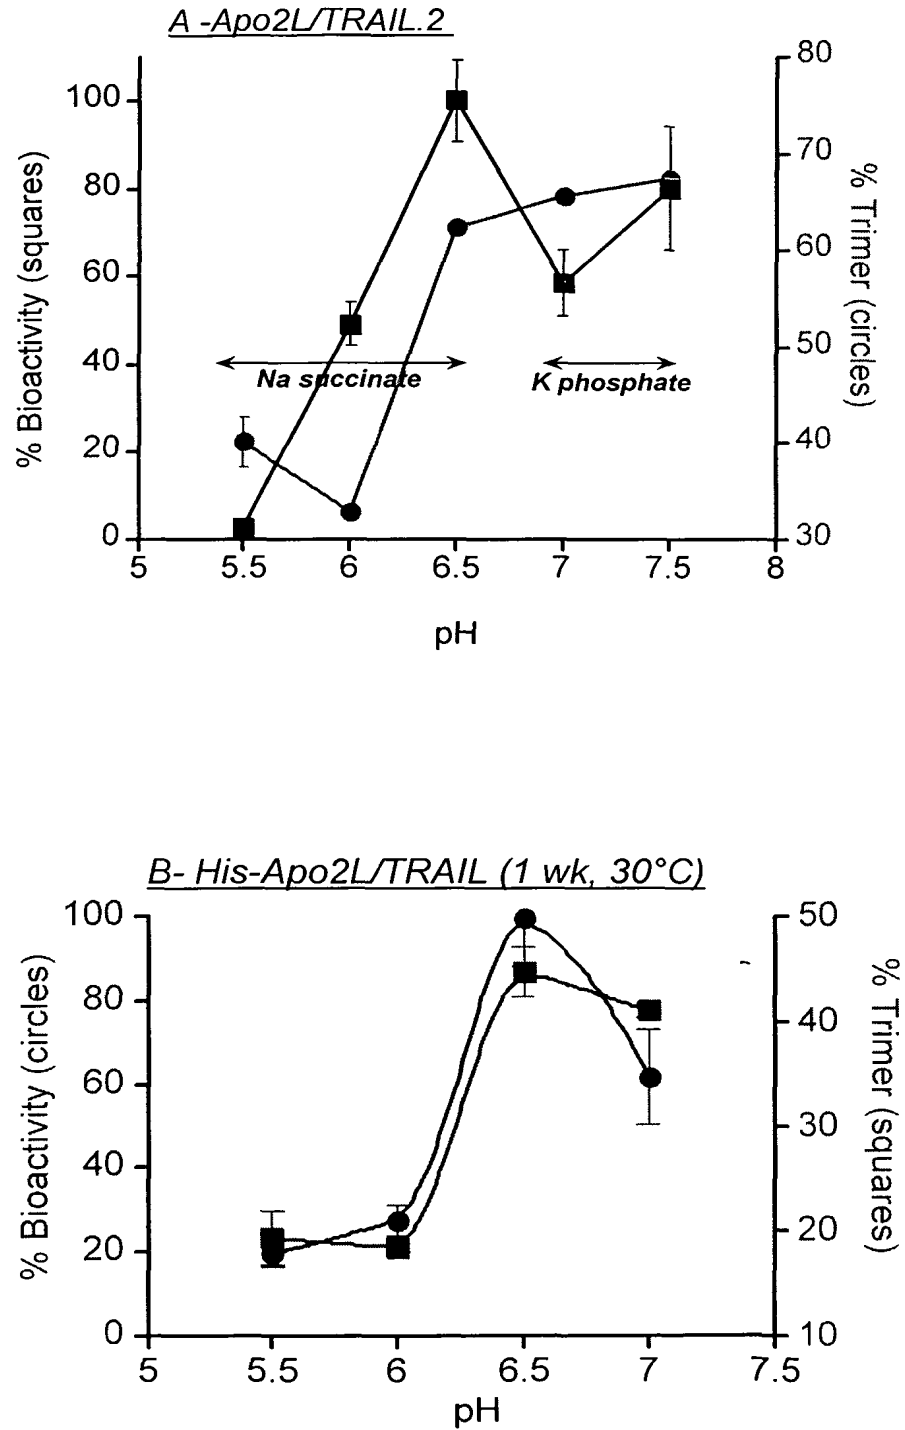 A -Apo2L/TRAIL.2
% Bioactivity (squares)
100
80
60
40
20
0
80
70
60
50
40
30
% Trimer (circles)
Na succinate
K phosphate
5 5.5 6 6.5 7 7.5 8
pH
B- His-Apo2L/TRAIL (1 wk, 30°C)
% Bioactivity (circles)
100
80
60
40
20
0
50
40
30
20
10
% Trimer (squares)
5 5.5 6 6.5 7 7.5
pH